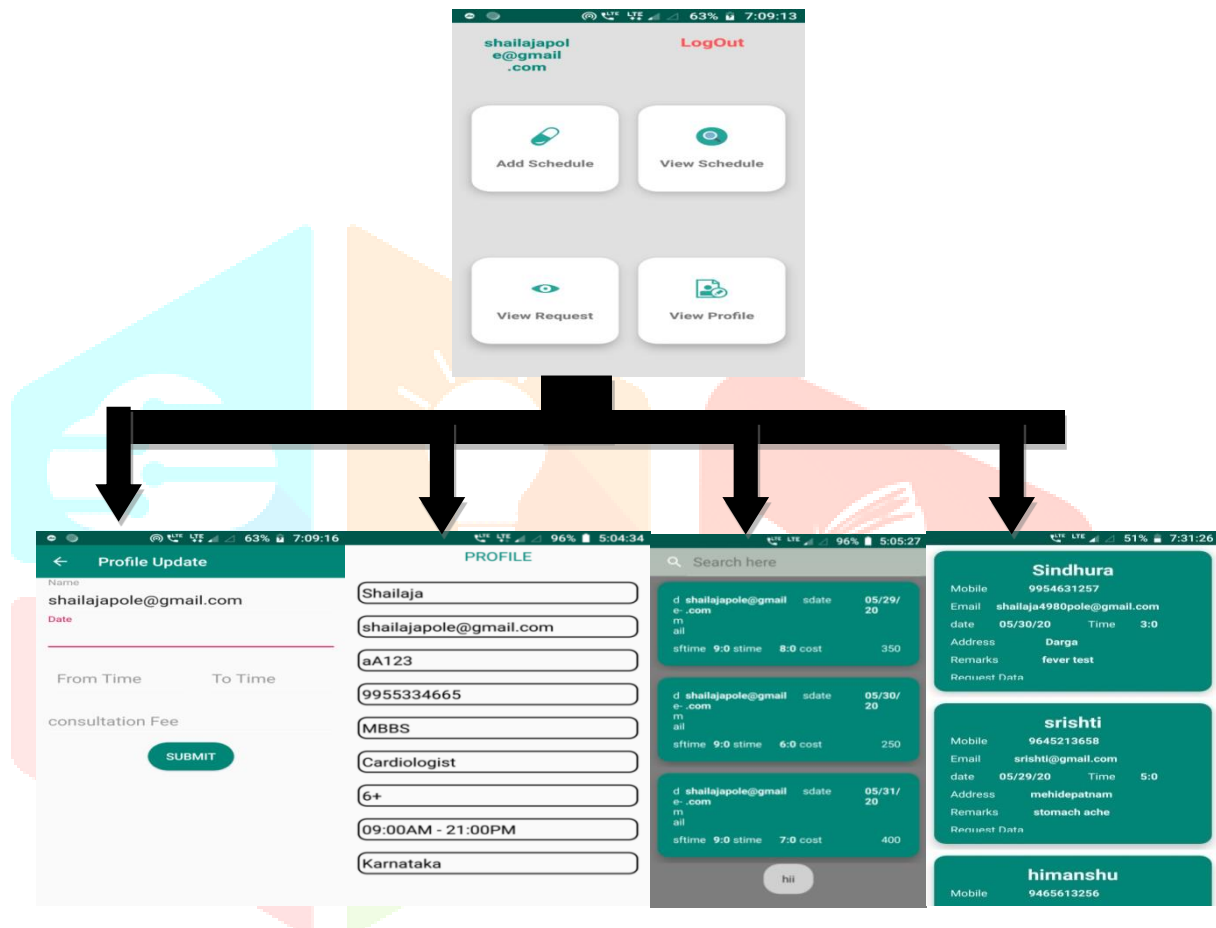 63% 7:09:13
shailajapol
e@gmail
.com
LogOut
Add Schedule
View Schedule
View Request
View Profile
LTE LTE 63% 7:09:16
Profile Update
Name
shailajapole@gmail.com
Date
From Time To Time
consultation Fee
SUBMIT
LTE LTE 96% 5:04:34
PROFILE
Shailaja
shailajapole@gmail.com
aA123
9955334665
MBBS
Cardiologist
6+
09:00AM - 21:00PM
Karnataka
LTE LTE 96% 5:05:27
Search here
d shailajapole@gmail sdate 05/29/
e- .com 20
m
ail
sftime 9:0 stime 8:0 cost 350
d shailajapole@gmail sdate 05/30/
e- .com 20
m
ail
sftime 9:0 stime 6:0 cost 250
d shailajapole@gmail sdate 05/31/
e- .com 20
m
ail
sftime 9:0 stime 7:0 cost 400
hii
LTE LTE 51% 7:31:26
Sindhura
Mobile 9954631257
Email shailaja4980pole@gmail.com
date 05/30/20 Time 3:0
Address Darga
Remarks fever test
Request Data
srishti
Mobile 9645213658
Email srishti@gmail.com
date 05/29/20 Time 5:0
Address mehidepatnam
Remarks stomach ache
Request Data
himanshu
Mobile 9465613256